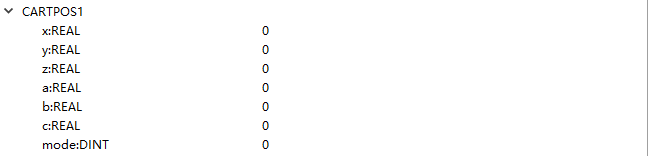 CARTPOS1
x:REAL 0
y:REAL 0
z:REAL 0
a:REAL 0
b:REAL 0
c:REAL 0
mode:DINT 0